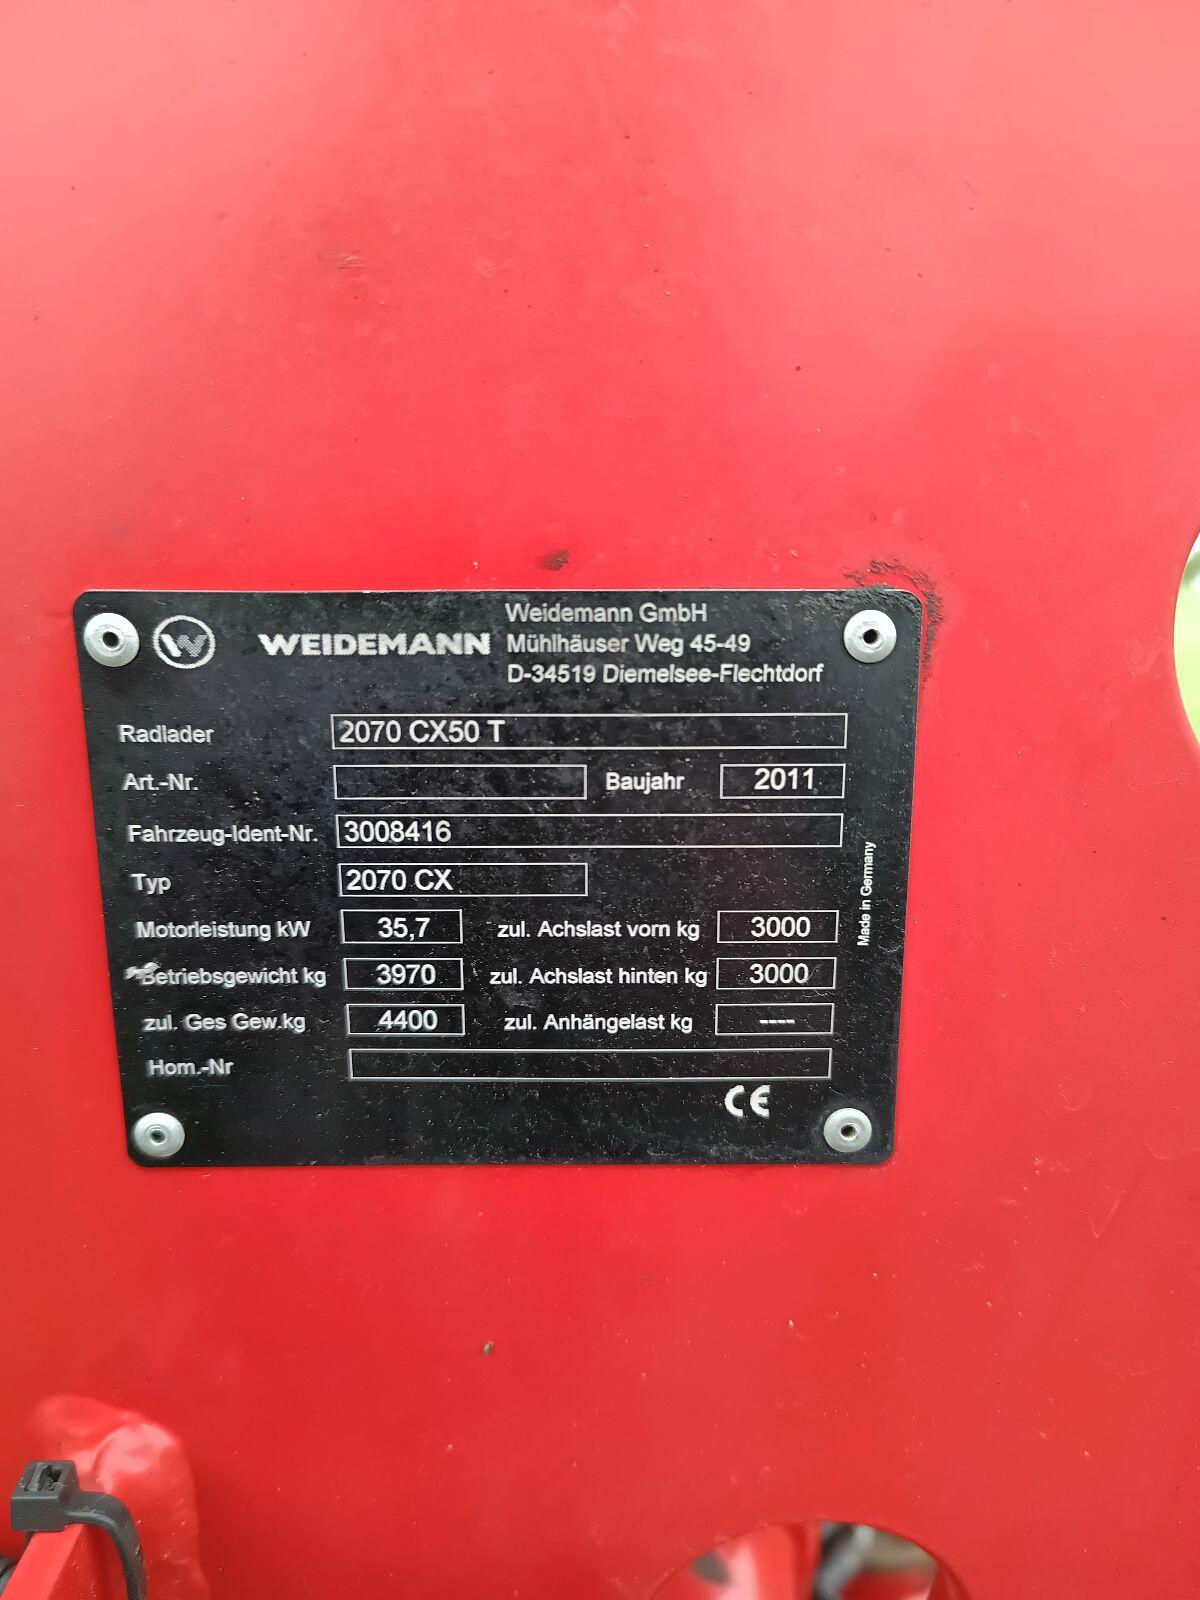 W WEIDEMANN
Weidemann GmbH
Mühlhäuser Weg 45-49
D-34519 Diemelsee-Flechtdorf
Radlader 2070 CX50 T
Art.-Nr. Baujahr 2011
Fahrzeug-Ident-Nr. 3008416
Typ 2070 CX
Motorleistung kW 35,7 zul. Achslast vorn kg 3000
Betriebsgewicht kg 3970 zul. Achslast hinten kg 3000
zul. Ges Gew.kg 4400 zul. Anhängelast kg ----
Hom.-Nr
CE
Made in Germany